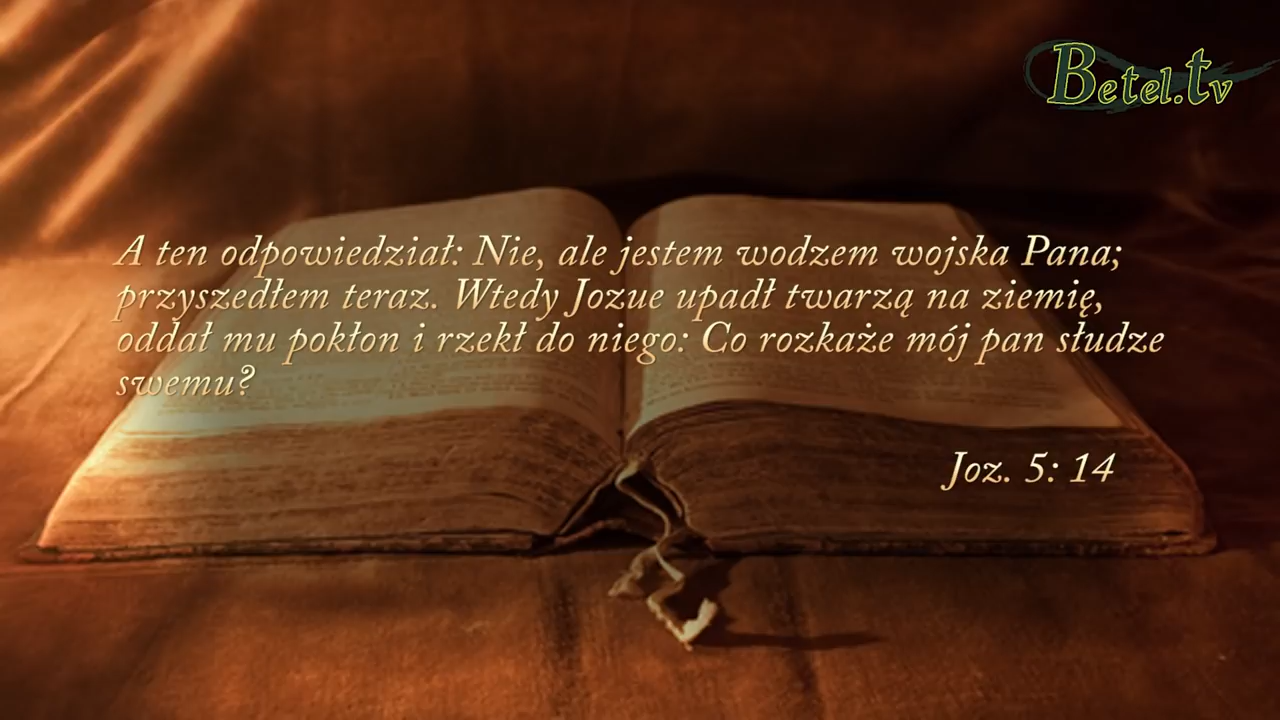 Betel.tv
A ten odpowiedział: Nie, ale jestem wodzem wojska Pana;
przyszedłem teraz. Wtedy Jozue upadł twarzą na ziemię,
oddał mu pokłon i rzekł do niego: Co rozkaże mój pan słudze
swemu?
Joz. 5: 14